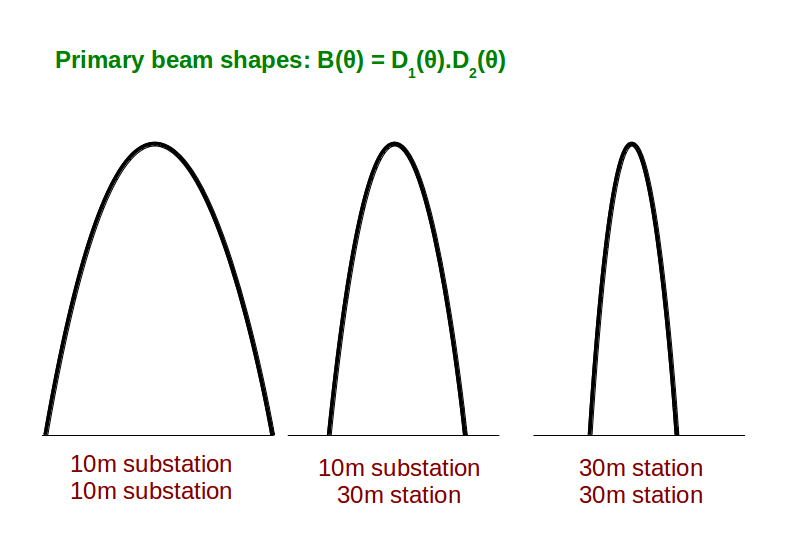 Primary beam shapes: B(θ) = D₁(θ).D₂(θ)
10m substation
10m substation
10m substation
30m station
30m station
30m station